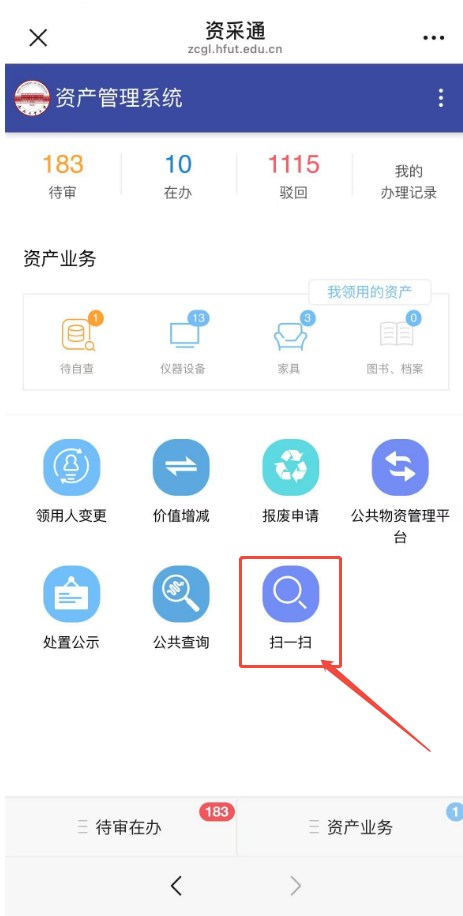 资采通
zcgl.hfut.edu.cn
资产管理系统
183
待审
10
在办
1115
驳回
我的
办理记录
资产业务
我领用的资产
1
待自查
13
仪器设备
3
家具
0
图书、档案
领用人变更
价值增减
报废申请
公共物资管理平
台
处置公示
公共查询
扫一扫
待审在办
183
资产业务
1